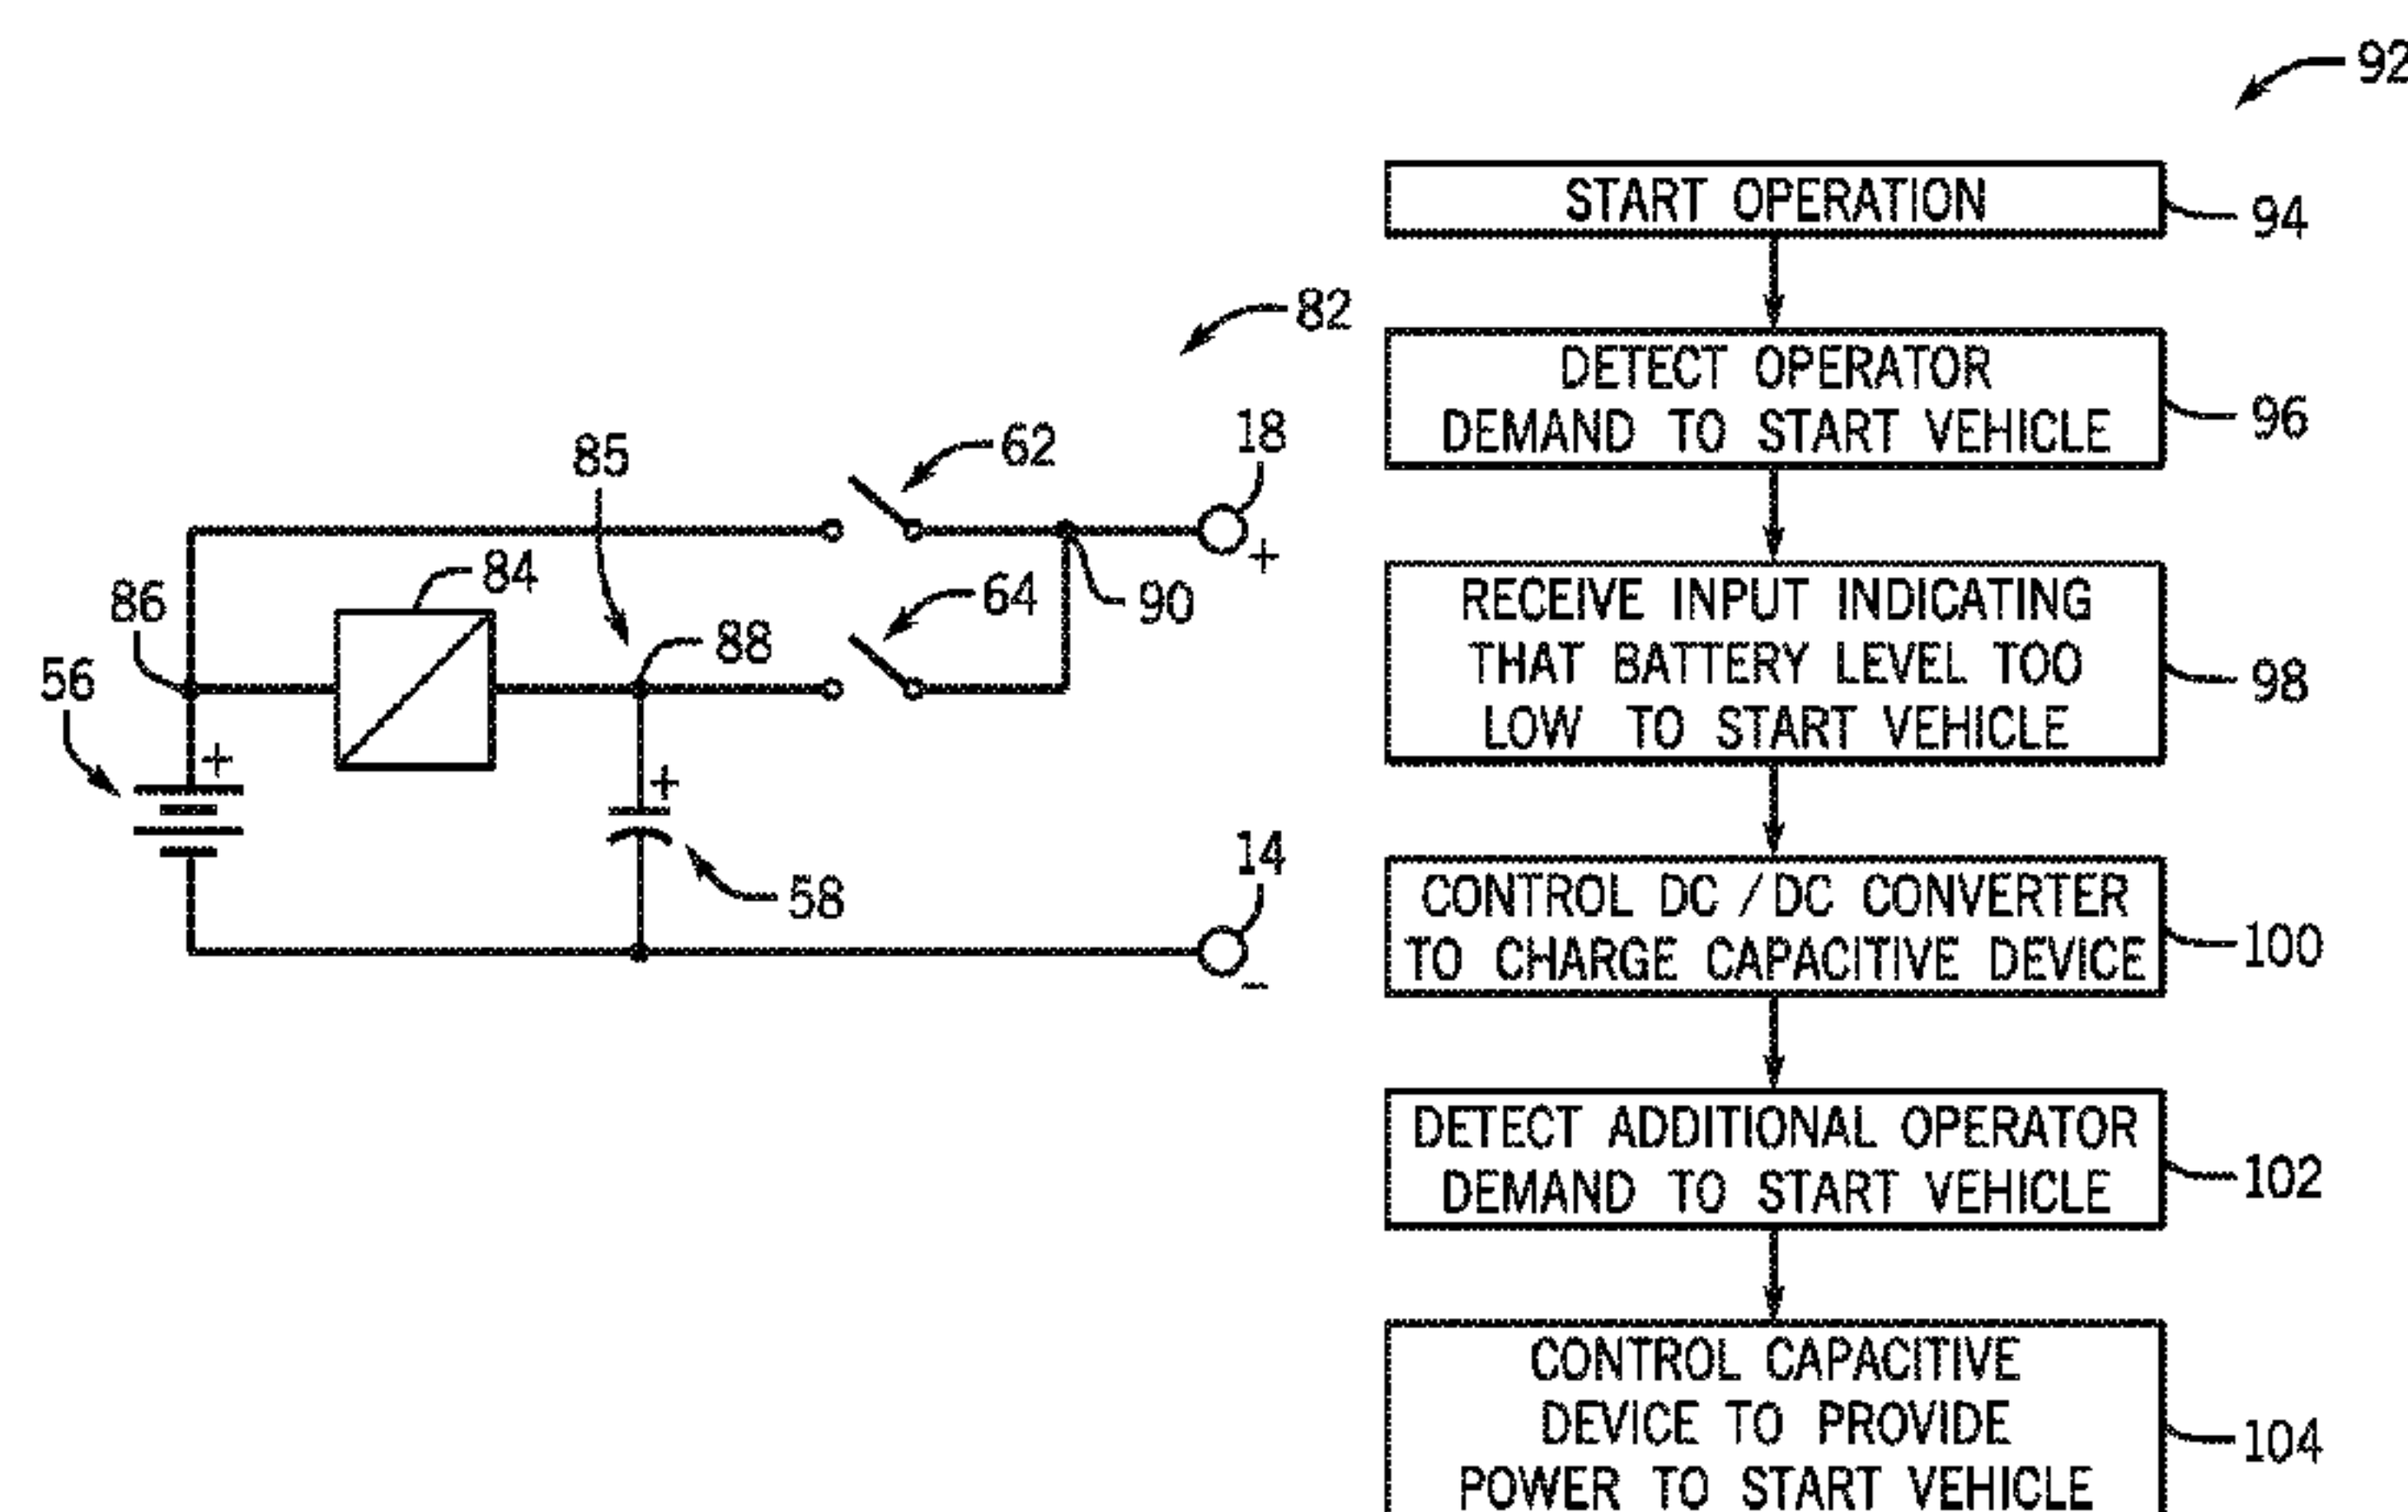 82
85
62
18
+
84
86
64
90
88
56
+
+
58
14
-
92
START OPERATION
94
DETECT OPERATOR
DEMAND TO START VEHICLE
96
RECEIVE INPUT INDICATING
THAT BATTERY LEVEL TOO
LOW TO START VEHICLE
98
CONTROL DC / DC CONVERTER
TO CHARGE CAPACITIVE DEVICE
100
DETECT ADDITIONAL OPERATOR
DEMAND TO START VEHICLE
102
CONTROL CAPACITIVE
DEVICE TO PROVIDE
POWER TO START VEHICLE
104